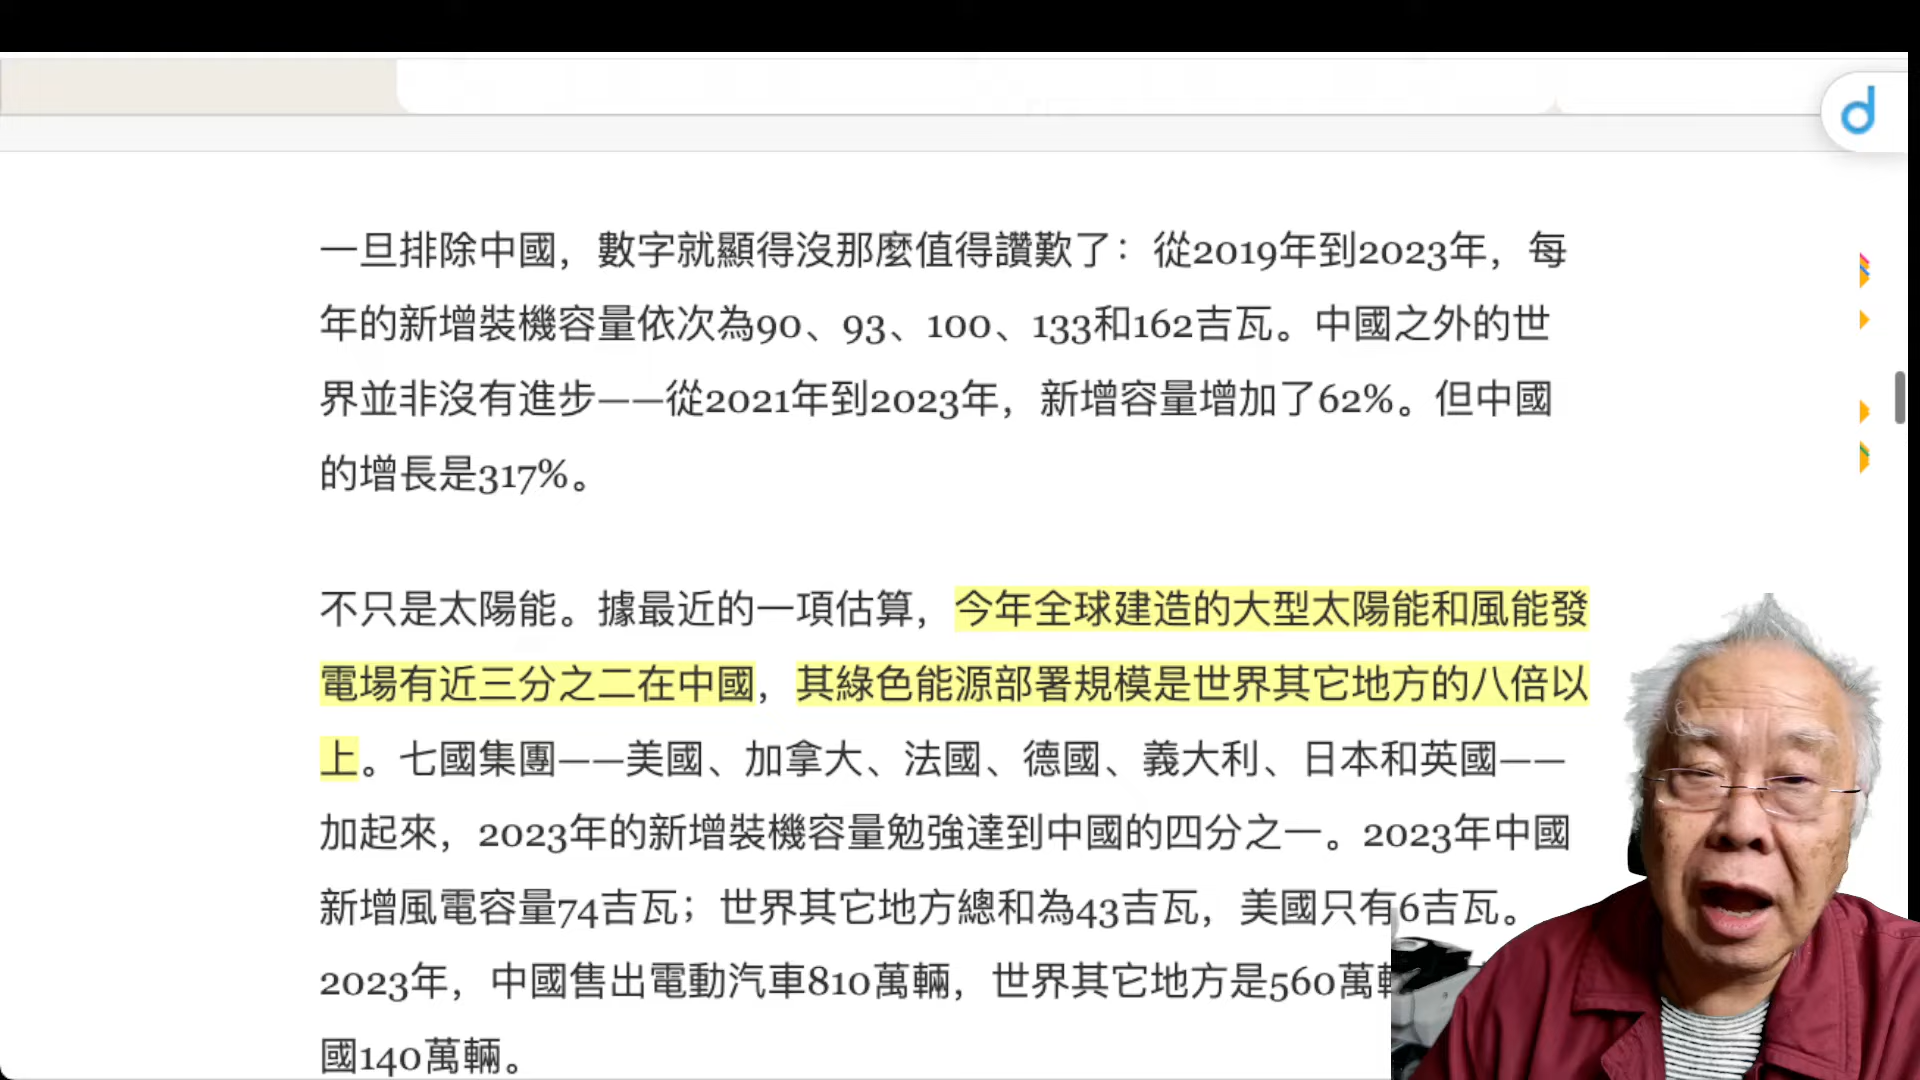 一旦排除中國，數字就顯得沒那麼值得讚歎了：從2019年到2023年，每
年的新增裝機容量依次為90、93、100、133和162吉瓦。中國之外的世
界並非沒有進步——從2021年到2023年，新增容量增加了62%。但中國
的增長是317%。
不只是太陽能。據最近的一項估算，今年全球建造的大型太陽能和風能發
電場有近三分之二在中國，其綠色能源部署規模是世界其它地方的八倍以
上。七國集團——美國、加拿大、法國、德國、義大利、日本和英國——
加起來，2023年的新增裝機容量勉強達到中國的四分之一。2023年中國
新增風電容量74吉瓦；世界其它地方總和為43吉瓦，美國只有6吉瓦。
2023年，中國售出電動汽車810萬輛，世界其它地方是560萬
國140萬輛。